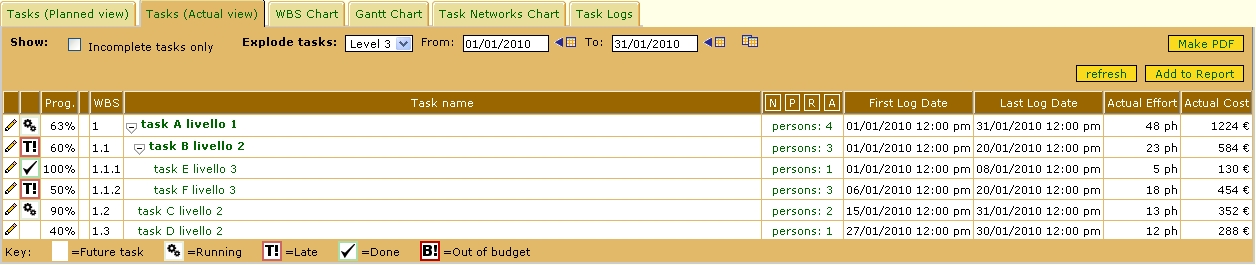 Tasks (Planned view) Tasks (Actual view) WBS Chart Gantt Chart Task Networks Chart Task Logs
Show: Incomplete tasks only Explode tasks: Level 3 From: 01/01/2010 To: 31/01/2010 Make PDF
refresh Add to Report
Prog. WBS Task name N P R A First Log Date Last Log Date Actual Effort Actual Cost
63% 1 task A livello 1 persons: 4 01/01/2010 12:00 pm 31/01/2010 12:00 pm 48 ph 1224 €
T! 60% 1.1 task B livello 2 persons: 3 01/01/2010 12:00 pm 20/01/2010 12:00 pm 23 ph 584 €
100% 1.1.1 task E livello 3 persons: 1 01/01/2010 12:00 pm 08/01/2010 12:00 pm 5 ph 130 €
T! 50% 1.1.2 task F livello 3 persons: 3 06/01/2010 12:00 pm 20/01/2010 12:00 pm 18 ph 454 €
90% 1.2 task C livello 2 persons: 2 15/01/2010 12:00 pm 31/01/2010 12:00 pm 13 ph 352 €
40% 1.3 task D livello 2 persons: 1 27/01/2010 12:00 pm 30/01/2010 12:00 pm 12 ph 288 €
Key: =Future task =Running T! =Late =Done B! =Out of budget